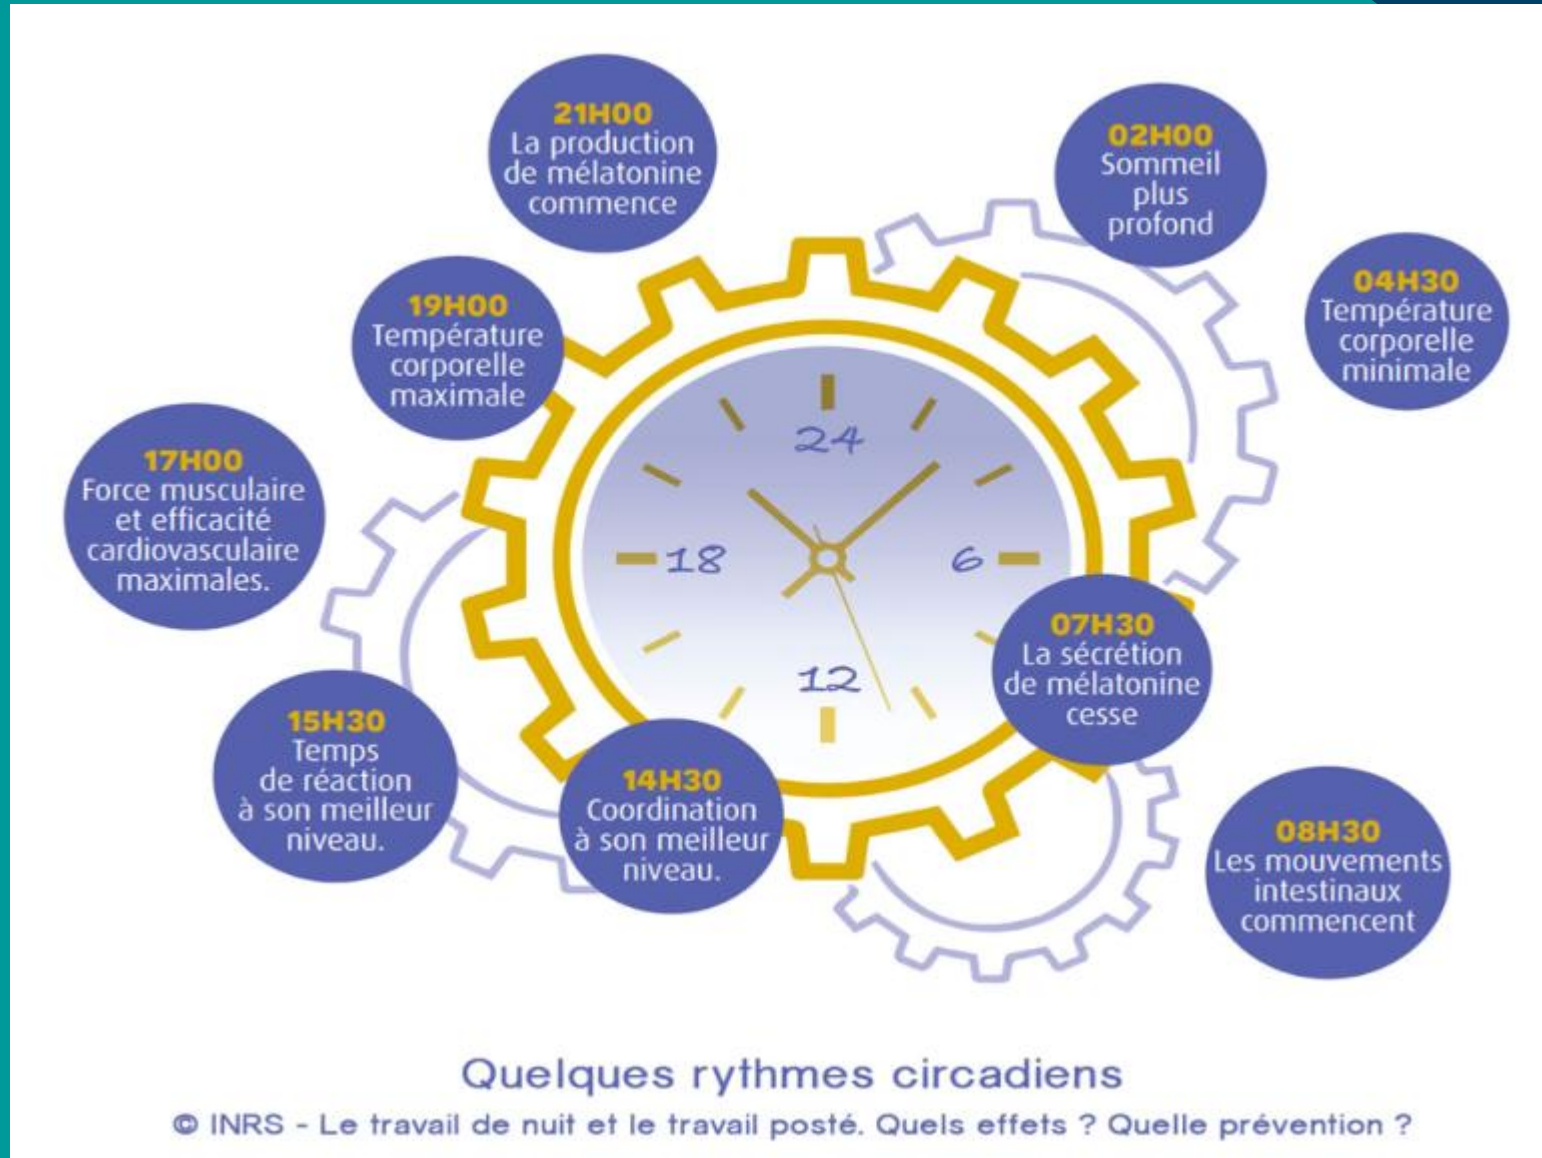 21H00
La production
de mélatonine
commence
02H00
Sommeil
plus
profond
19H00
Température
corporelle
maximale
04H30
Température
corporelle
minimale
24
17H00
Force musculaire
et efficacité
cardiovasculaire
maximales.
18
6
07H30
La sécrétion
de mélatonine
cesse
12
15H30
Temps
de réaction
à son meilleur
niveau.
14H30
Coordination
à son meilleur
niveau.
08H30
Les mouvements
intestinaux
commencent
Quelques rythmes circadiens
© INRS - Le travail de nuit et le travail posté. Quels effets ? Quelle prévention ?